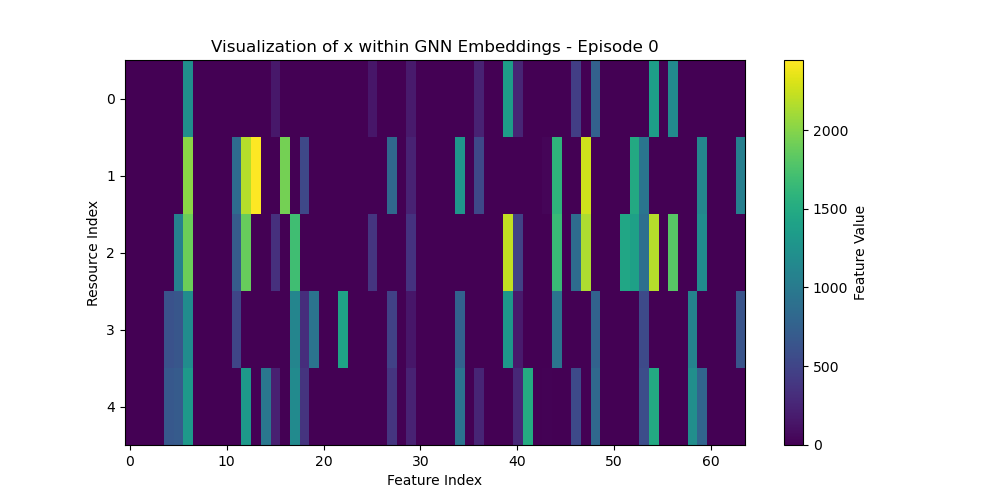 Visualization of x within GNN Embeddings - Episode 0
0
1
2
3
4
Resource Index
0 10 20 30 40 50 60
Feature Index
2000
1500
1000
500
0
Feature Value